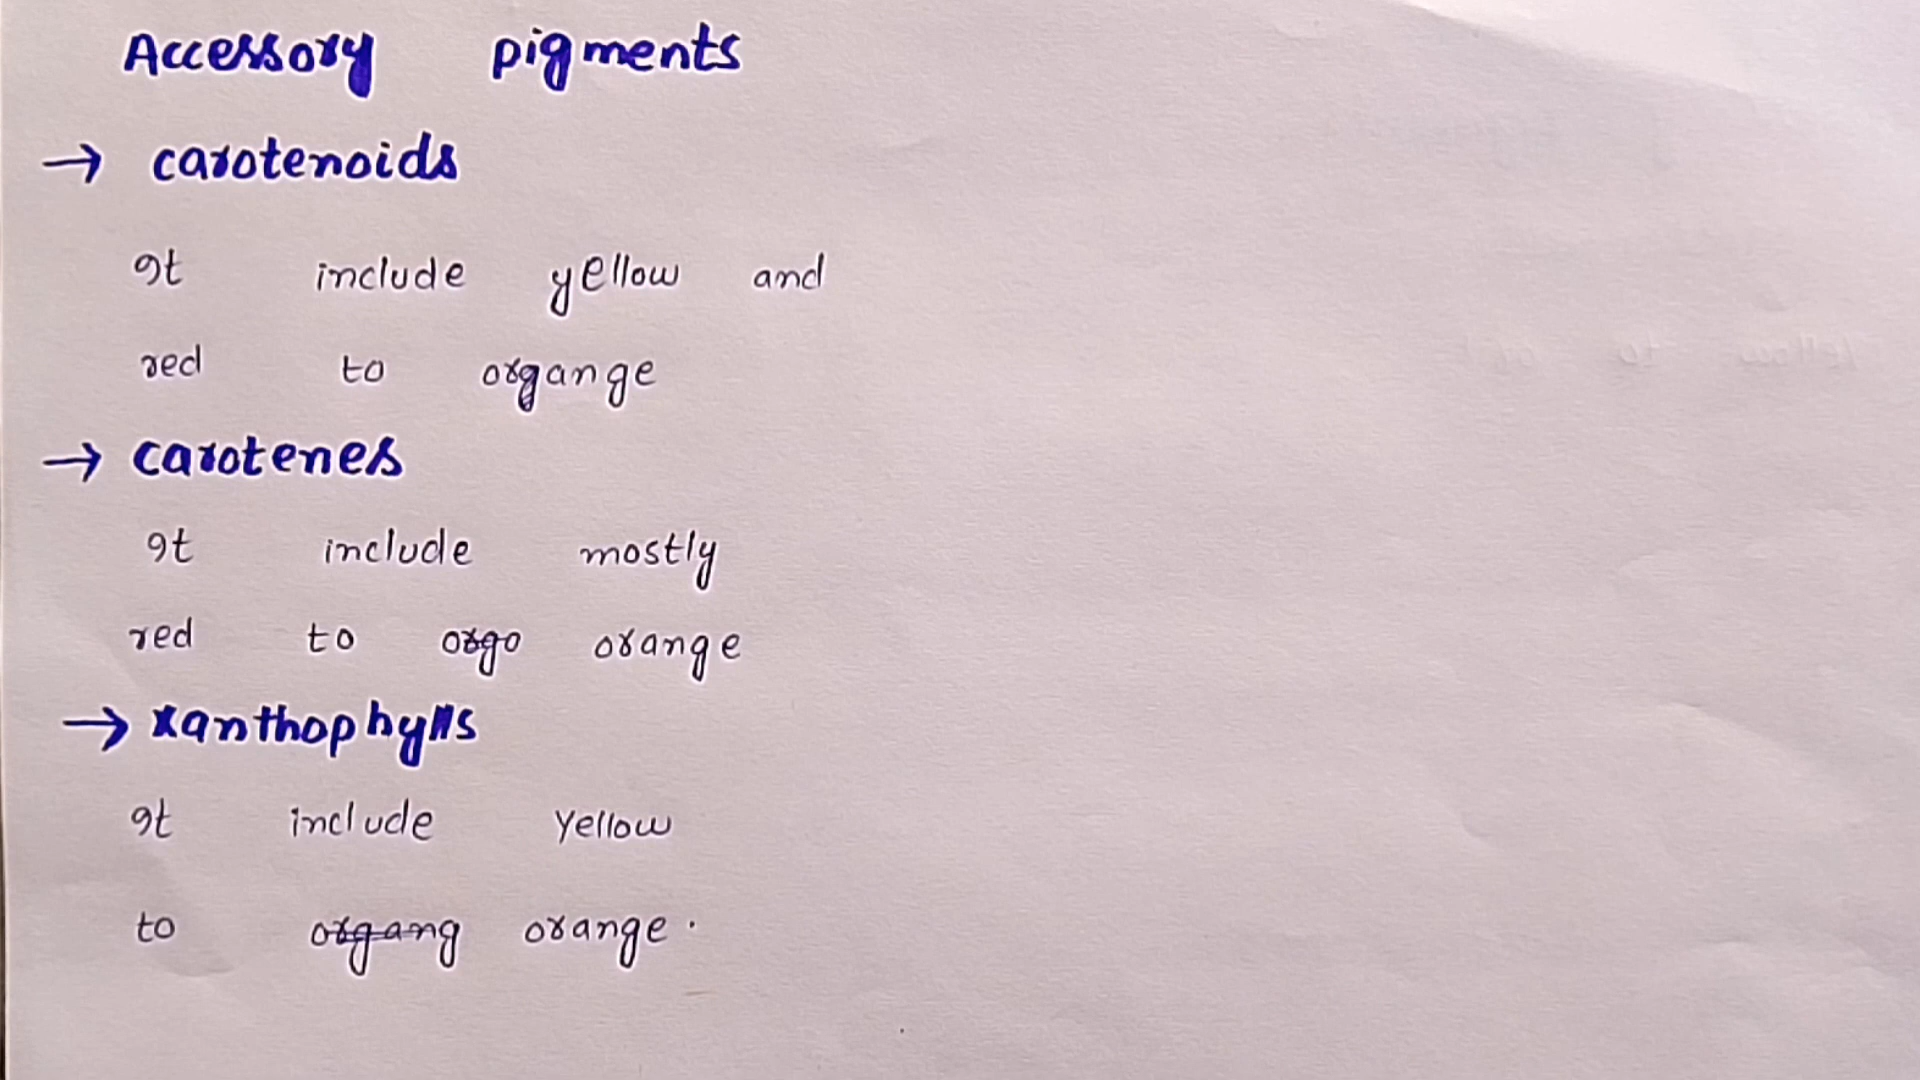 Accessory pigments
→ carotenoids
It include yellow and
red to organge
→ carotenes
It include mostly
red to orgo orange
→ xanthophylls
It include yellow
to organg orange.